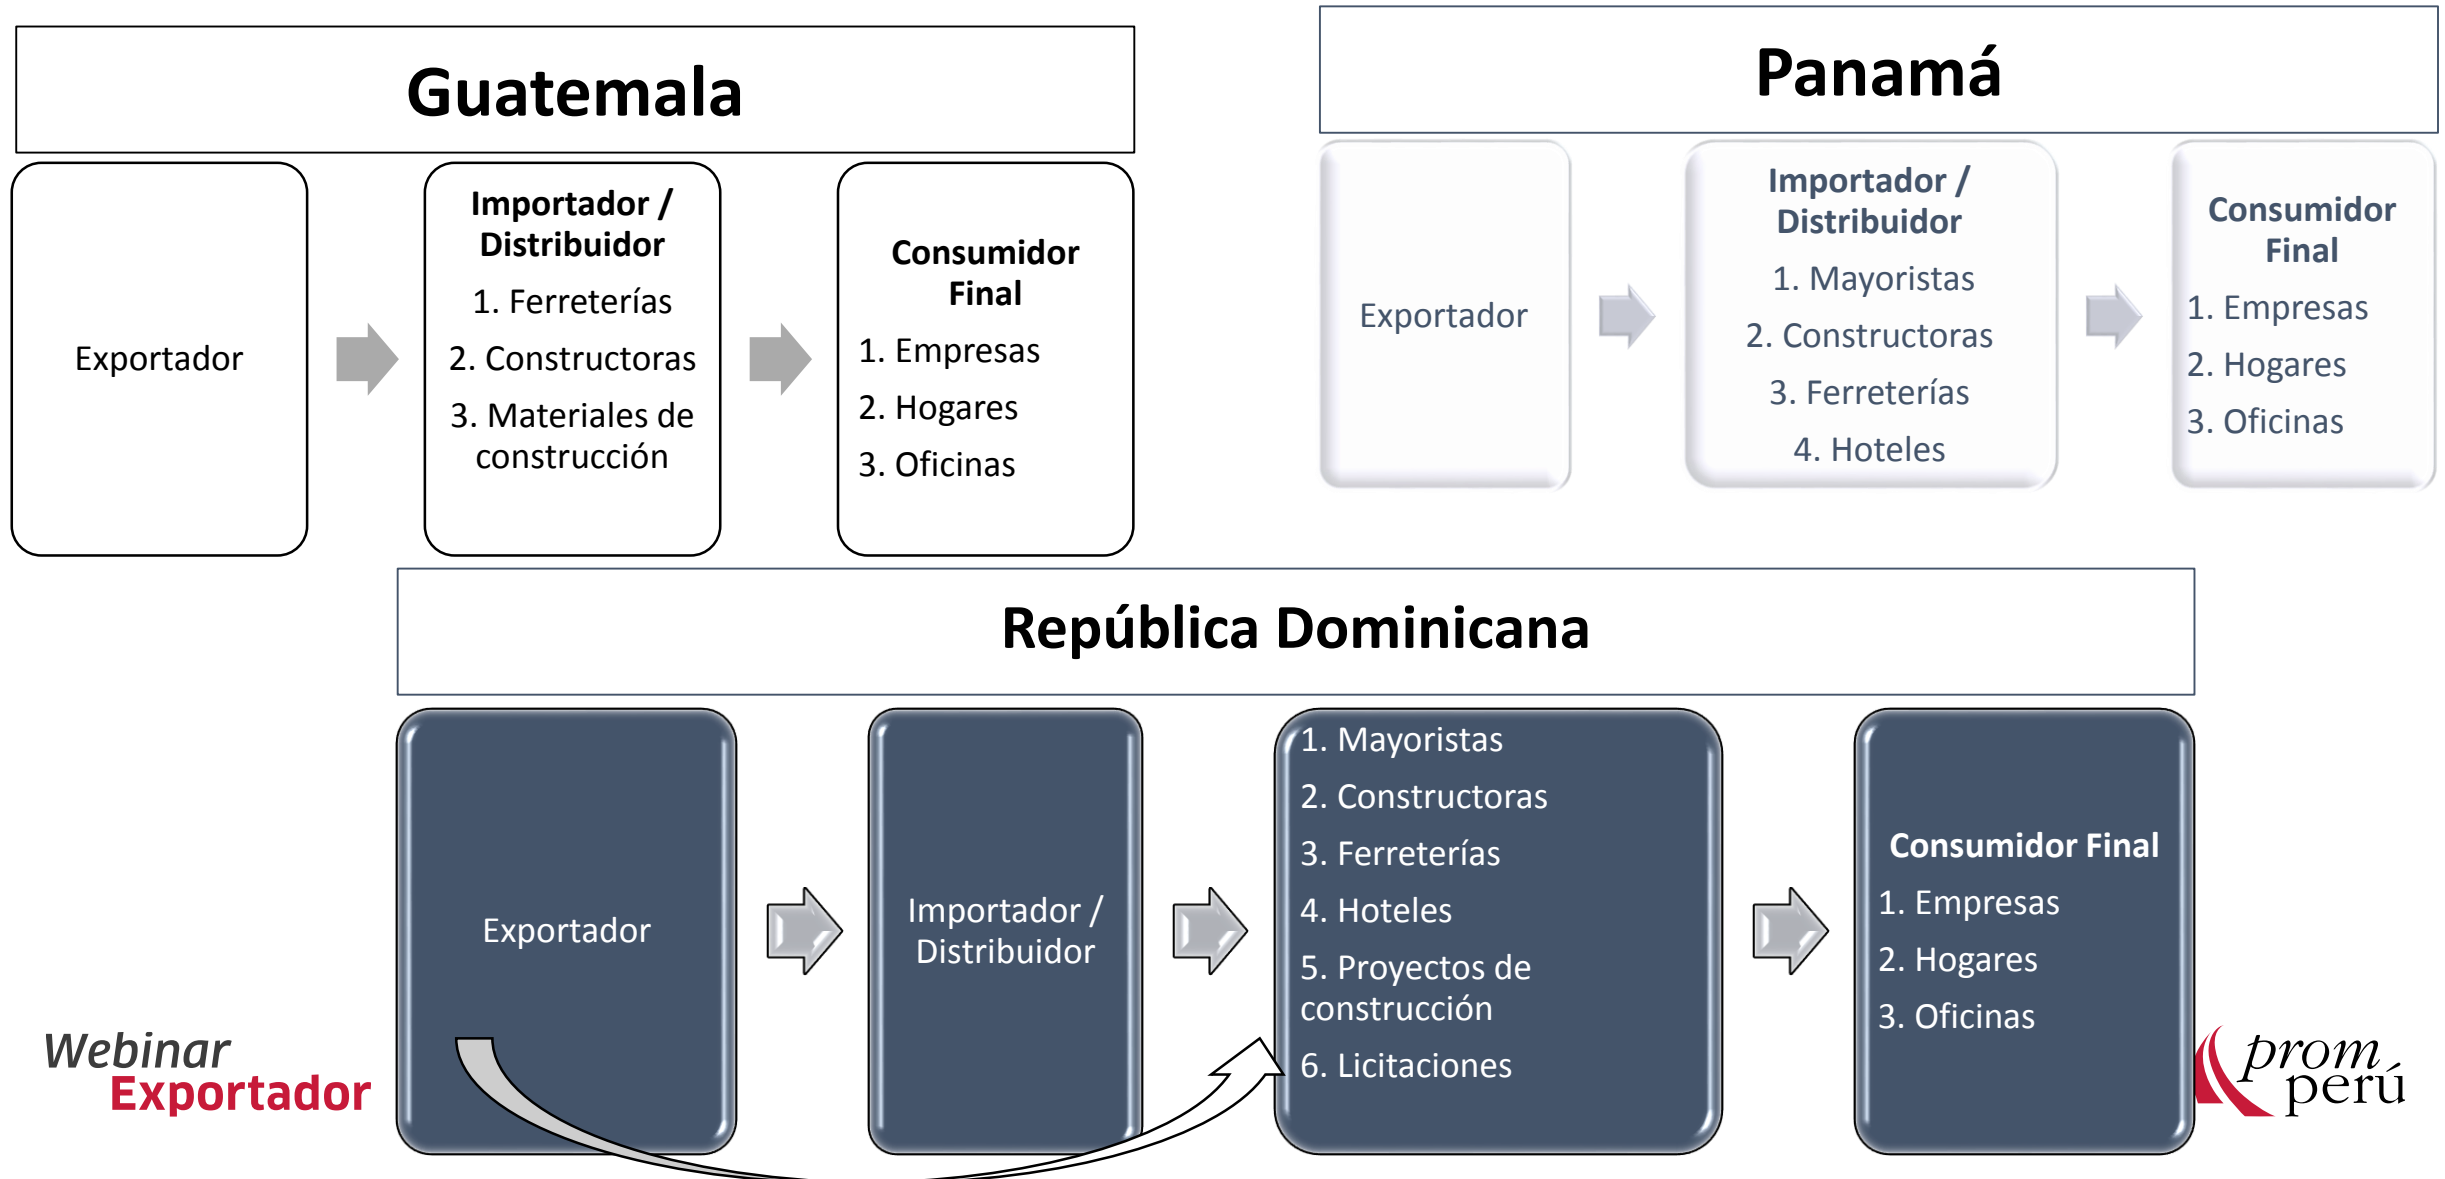 Guatemala
Exportador
Importador /
Distribuidor
1. Ferreterías
2. Constructoras
3. Materiales de
construcción
Consumidor
Final
1. Empresas
2. Hogares
3. Oficinas
Panamá
Exportador
Importador /
Distribuidor
1. Mayoristas
2. Constructoras
3. Ferreterías
4. Hoteles
Consumidor
Final
1. Empresas
2. Hogares
3. Oficinas
República Dominicana
Exportador
Importador /
Distribuidor
1. Mayoristas
2. Constructoras
3. Ferreterías
4. Hoteles
5. Proyectos de
construcción
6. Licitaciones
Consumidor Final
1. Empresas
2. Hogares
3. Oficinas
Webinar
Exportador
prom
perú